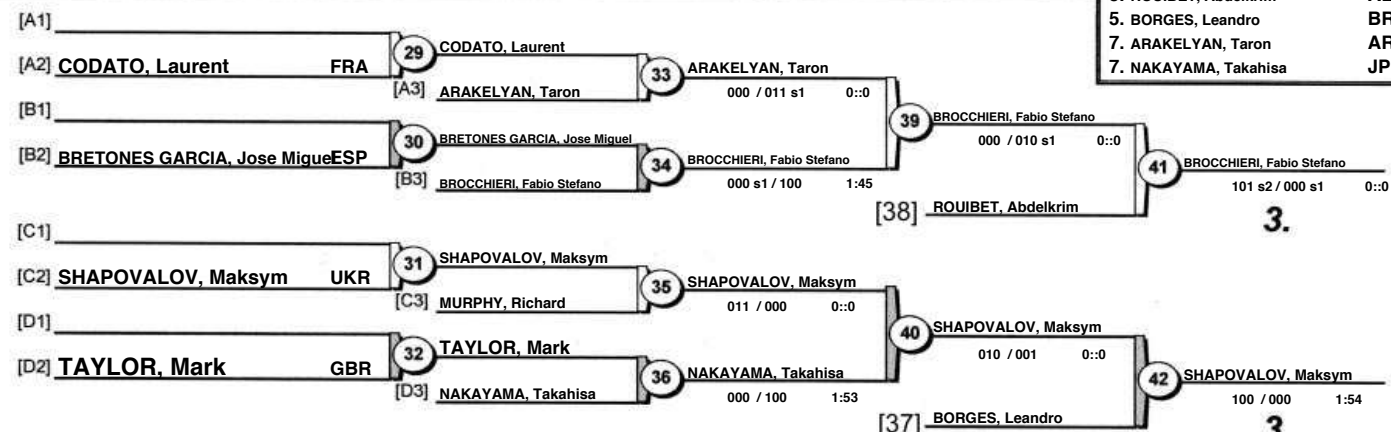 5. BORGES, Leandro BR
7. ARAKELYAN, Taron AR
7. NAKAYAMA, Takahisa JP
[A1]
[A2] CODATO, Laurent FRA
29
CODATO, Laurent
[A3] ARAKELYAN, Taron
33
ARAKELYAN, Taron
000 / 011 s1 0::0
[B1]
[B2] BRETONES GARCIA, Jose Migue ESP
30
BRETONES GARCIA, Jose Miguel
[B3] BROCCHIERI, Fabio Stefano
34
BROCCHIERI, Fabio Stefano
000 s1 / 100 1:45
39
BROCCHIERI, Fabio Stefano
000 / 010 s1 0::0
[38] ROUIBET, Abdelkrim
41
BROCCHIERI, Fabio Stefano
101 s2 / 000 s1 0::0
3.
[C1]
[C2] SHAPOVALOV, Maksym UKR
31
SHAPOVALOV, Maksym
[C3] MURPHY, Richard
35
SHAPOVALOV, Maksym
011 / 000 0::0
[D1]
[D2] TAYLOR, Mark GBR
32
TAYLOR, Mark
[D3] NAKAYAMA, Takahisa
36
NAKAYAMA, Takahisa
000 / 100 1:53
40
SHAPOVALOV, Maksym
010 / 001 0::0
[37] BORGES, Leandro
42
SHAPOVALOV, Maksym
100 / 000 1:54
3.